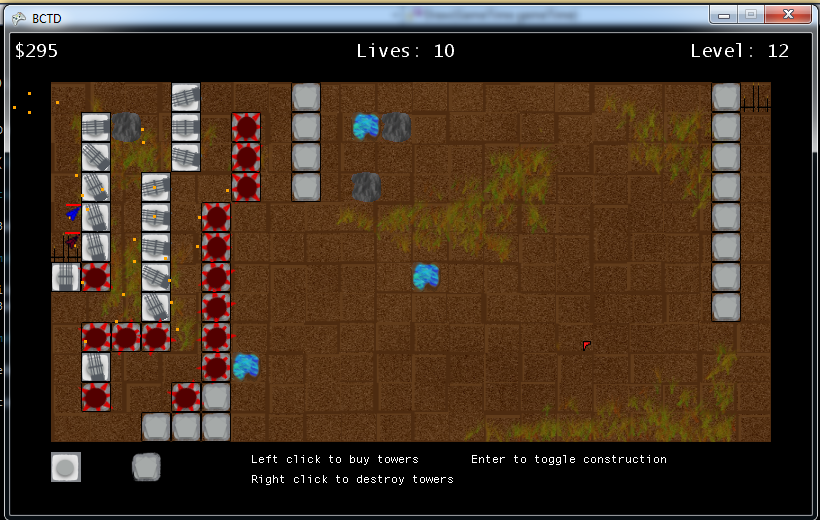 BCTD
$295 Lives: 10 Level: 12
Left click to buy towers Enter to toggle construction
Right click to destroy towers